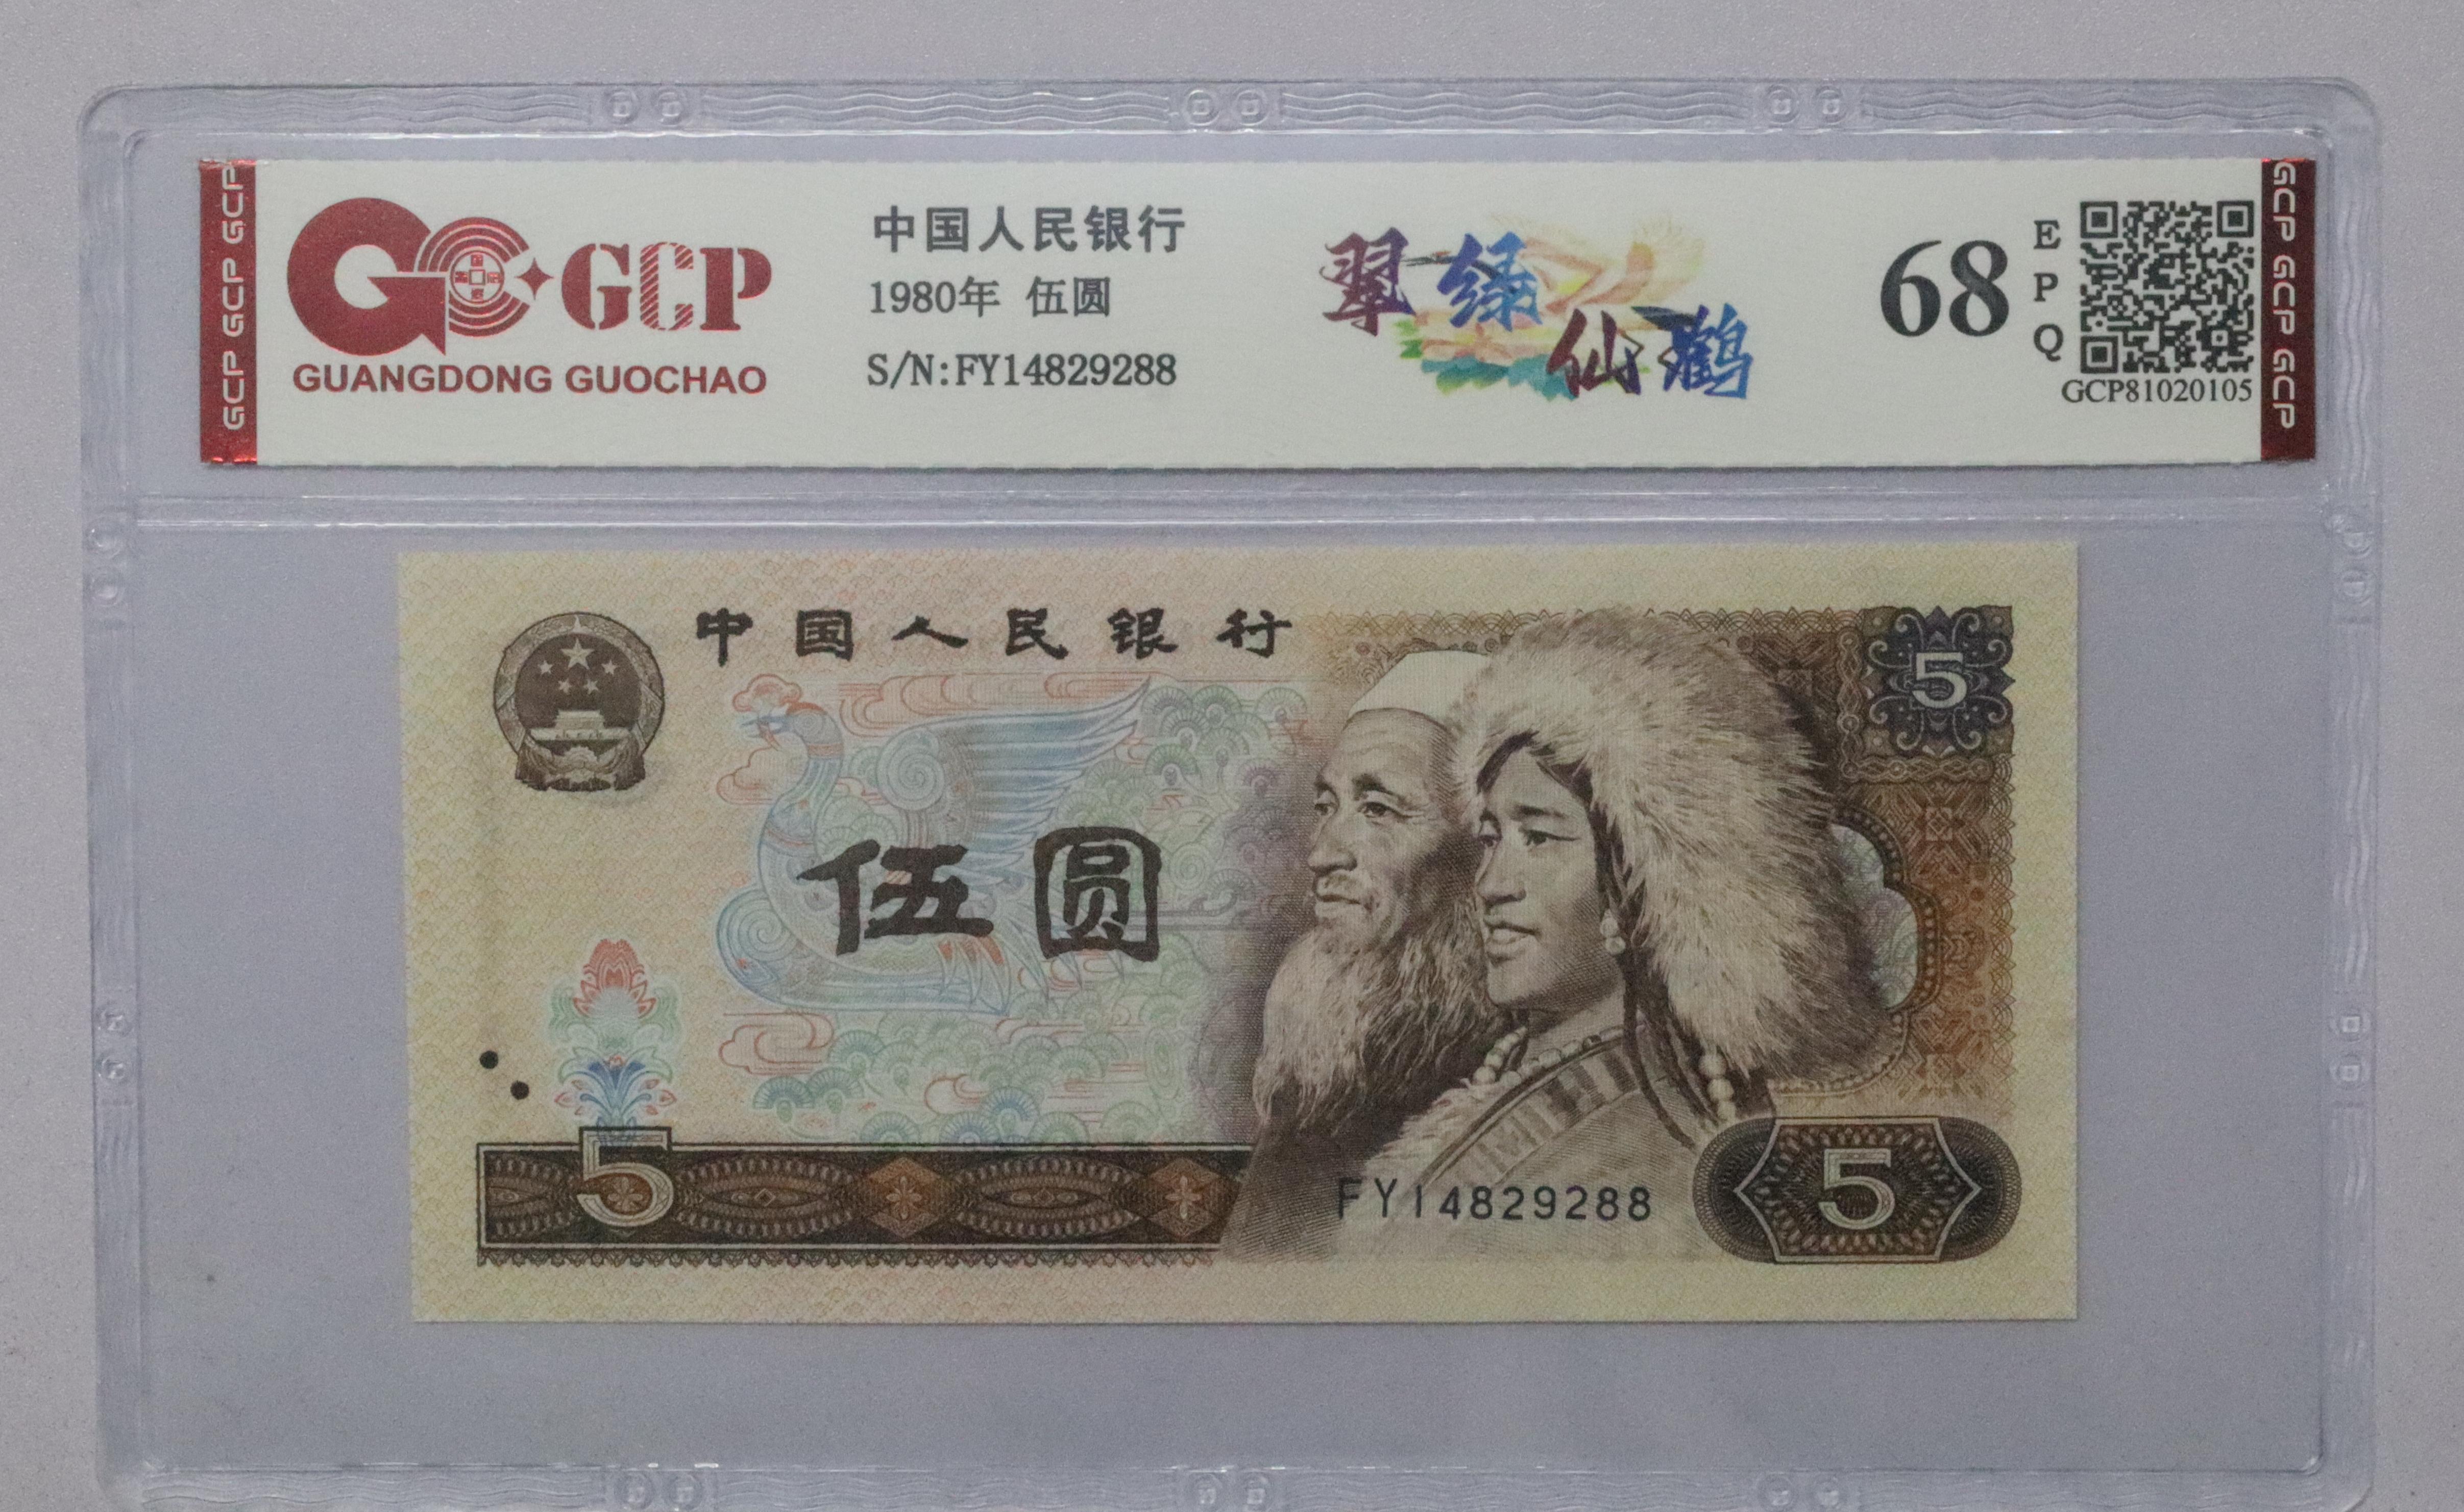 GCP GCP GCP
GCP
GUANGDONG GUOCHAO
中国人民银行
1980年 伍圆
S/N:FY14829288
翠绿
仙鹤
68
E
P
Q
GCP81020105
GCP GCP GCP
中国人民银行
5
伍圆
5
FY14829288
5